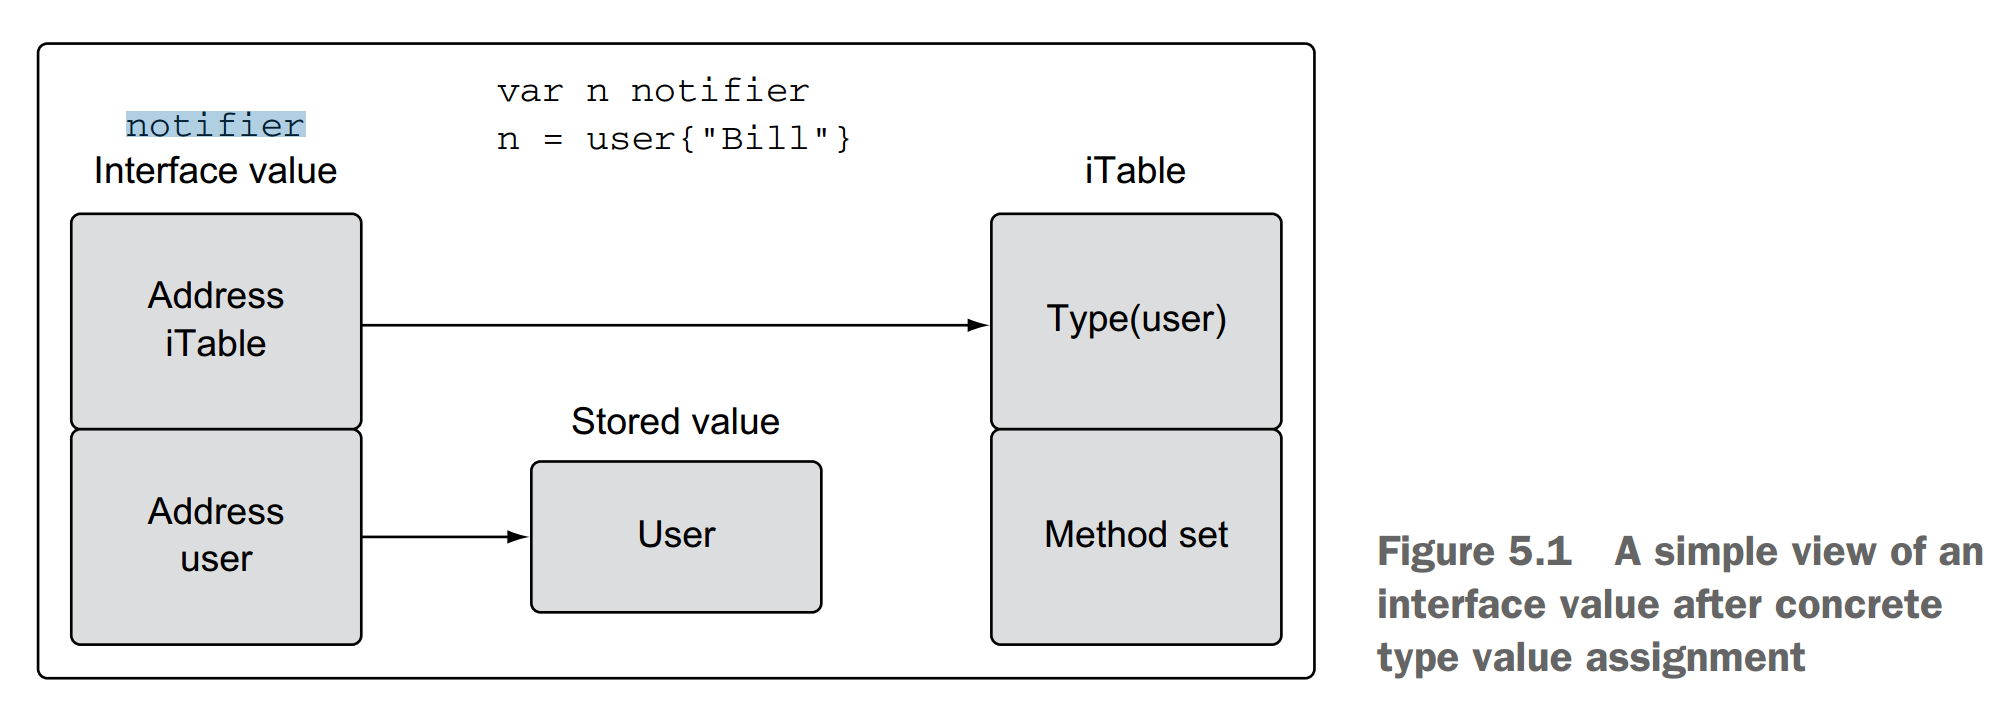 var n notifier
n = user{"Bill"}
notifier
Interface value
iTable
Address
iTable
Type(user)
Stored value
Address
user
User
Method set
Figure 5.1 A simple view of an
interface value after concrete
type value assignment